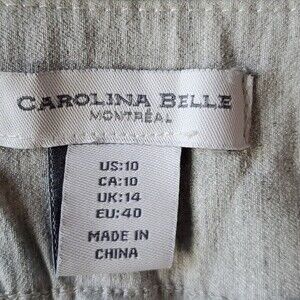 CAROLINA BELLE
MONTRÉAL
US:10
CA:10
UK:14
EU:40
MADE IN
CHINA